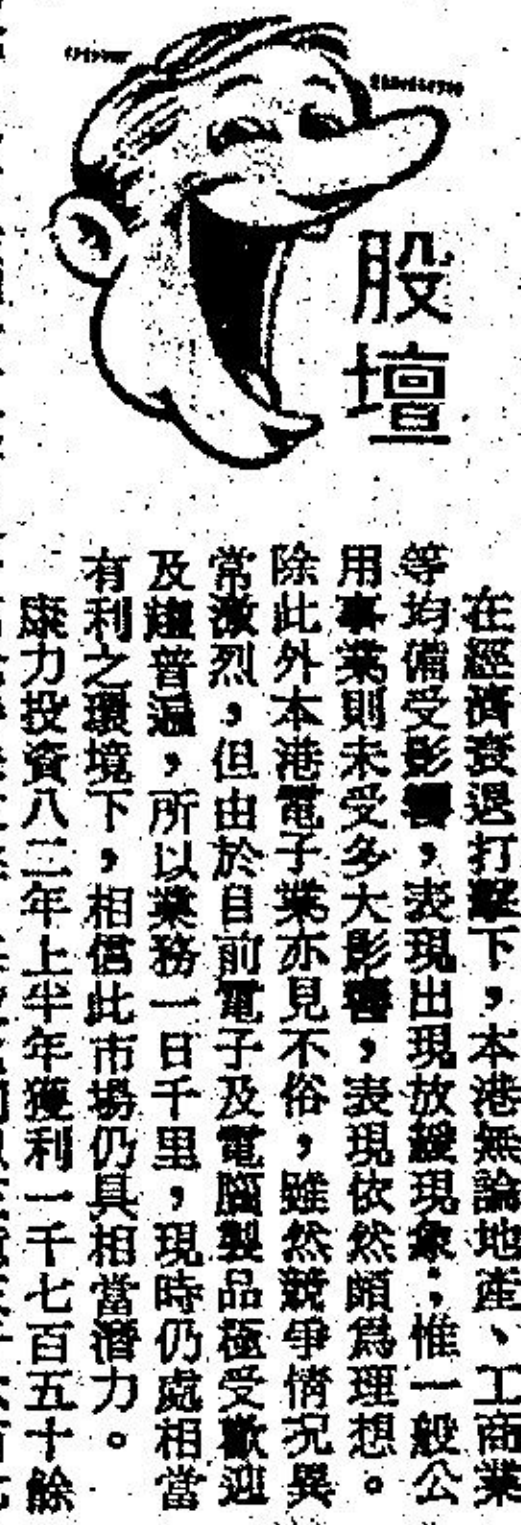 股壇
在經濟衰退打擊下，本港無論地產、工商業
等均備受影響，表現出現放緩現象；惟一般公
用事業則未受多大影響，表現依然頗爲理想。
除此外本港電子業亦見不俗，雖然競爭情況異
常激烈，但由於目前電子及電腦製品極受歡迎
及趨普遍，所以業務一日千里，現時仍處相當
有利之環境下，相信此市場仍具相當潛力。
康力投資八三年上半年獲利一千七百五十餘